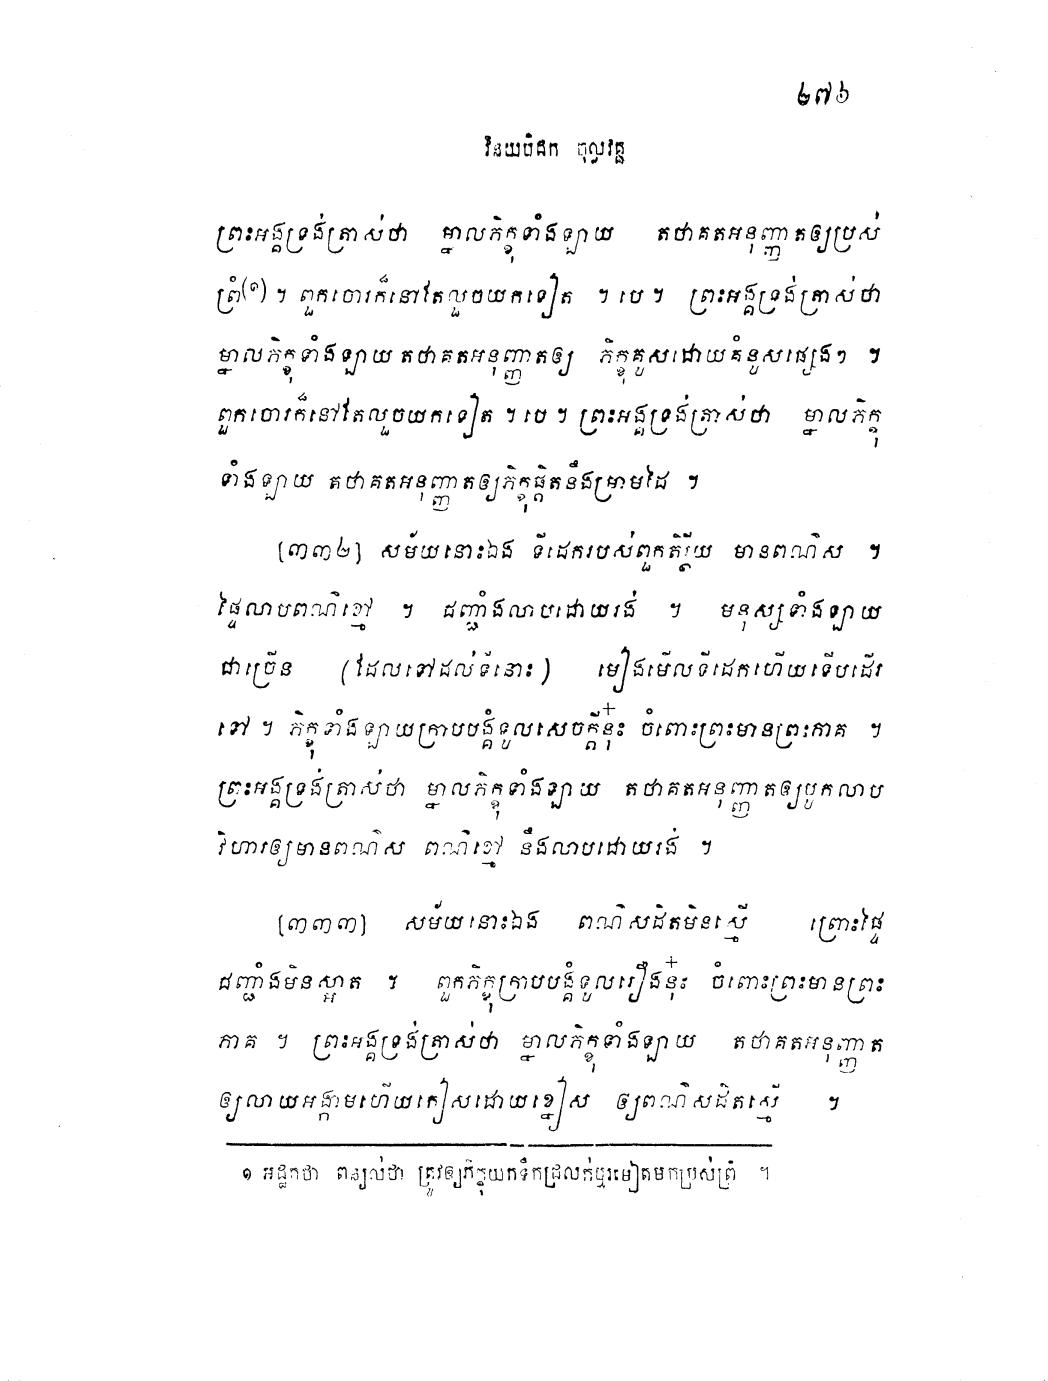 ២៧៦
វិនយបិដក ចុល្លវគ្គ
ព្រះអង្គទ្រង់ត្រាស់ថា ម្នាលភិក្ខុទាំងឡាយ តថាគតអនុញ្ញាតឲ្យប្រស់
ព្រំ(១) ។ ពួកចោរក៏នៅតែលួចយកទៀត ។ បេ ។ ព្រះអង្គទ្រង់ត្រាស់ថា
ម្នាលភិក្ខុទាំងឡាយ តថាគតអនុញ្ញាតឲ្យ ភិក្ខុគូសដោយគំនូសផ្សេងៗ ។
ពួកចោរក៏នៅតែលួចយកទៀត ។ បេ ។ ព្រះអង្គទ្រង់ត្រាស់ថា ម្នាលភិក្ខុ
ទាំងឡាយ តថាគតអនុញ្ញាតឲ្យភិក្ខុផ្តិតនឹងម្រាមដៃ ។
[៣៣២] សម័យនោះឯង ទីដេករបស់ពួកតិរ្ថិយ មានពណ៌ស ។
ផ្ទៃលាបពណ៌ខ្មៅ ។ ជញ្ជាំងលាបដោយរង់ ។ មនុស្សទាំងឡាយ
ជាច្រើន (ដែលទៅដល់ទីនោះ) មៀងមើលទីដេកហើយទើបដើរ
ទៅ ។ ភិក្ខុទាំងឡាយក្រាបបង្គំទូលសេចក្តីនុ៎ះ ចំពោះព្រះមានព្រះភាគ ។
ព្រះអង្គទ្រង់ត្រាស់ថា ម្នាលភិក្ខុទាំងឡាយ តថាគតអនុញ្ញាតឲ្យបូកលាប
វិហារឲ្យមានពណ៌ស ពណ៌ខ្មៅ នឹងលាបដោយរង់ ។
[៣៣៣] សម័យនោះឯង ពណ៌សដិតមិនស្មើ ព្រោះផ្ទៃ
ជញ្ជាំងមិនស្អាត ។ ពួកភិក្ខុក្រាបបង្គំទូលរឿងនុ៎ះ ចំពោះព្រះមានព្រះ
ភាគ ។ ព្រះអង្គទ្រង់ត្រាស់ថា ម្នាលភិក្ខុទាំងឡាយ តថាគតអនុញ្ញាត
ឲ្យលាយអង្កាមហើយកៀសដោយខ្នៀស ឲ្យពណ៌សដិតស្មើ ។
១ អដ្ឋកថា ពន្យល់ថា ត្រូវឲ្យភិក្ខុយកទឹកជ្រលក់ឬរមៀតមកប្រស់ព្រំ ។